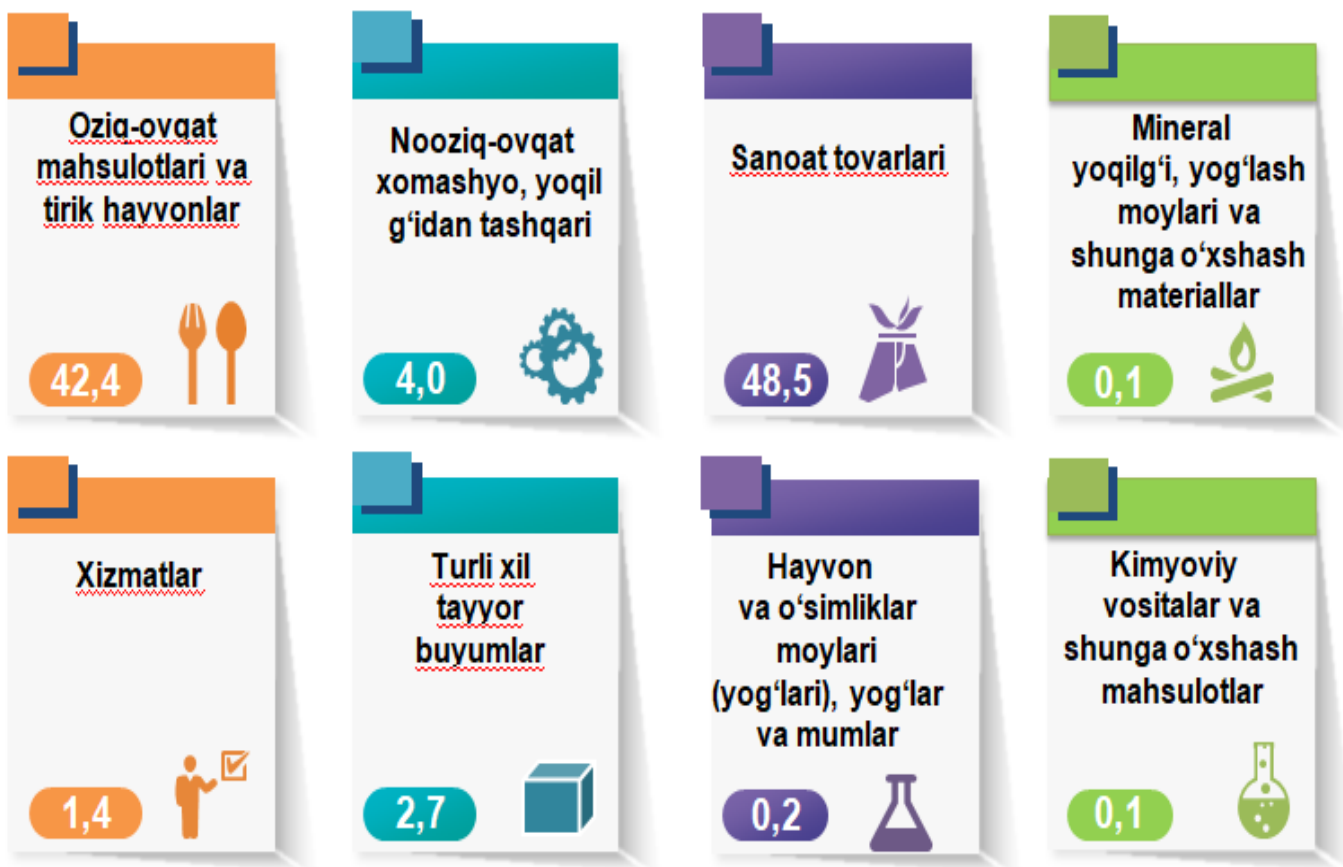 Oziq-ovqat
mahsulotlari va
tirik hayvonlar
42,4
Nooziq-ovqat
xomashyo, yoqil
g‘idan tashqari
4,0
Sanoat tovarlari
48,5
Mineral
yoqilg‘i, yog‘lash
moylari va
shunga o‘xshash
materiallar
0,1
Xizmatlar
1,4
Turli xil
tayyor
buyumlar
2,7
Hayvon
va o‘simliklar
moylari
(yog‘lari), yog‘lar
va mumlar
0,2
Kimyoviy
vositalar va
shunga o‘xshash
mahsulotlar
0,1